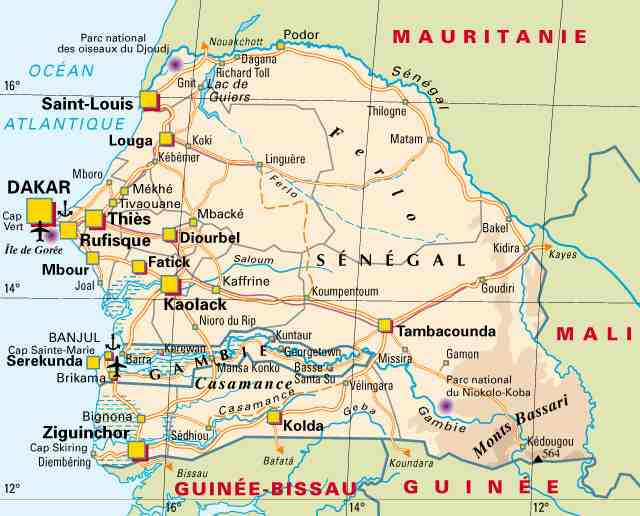 Parc national
des oiseaux du Djoudj
Nouakchott
Podor
MAURITANIE
OCÉAN
Dagana
Richard Toll
Sénégal
16°
Gnit
Lac de
Guiers
Saint-Louis
Thilogne
ATLANTIQUE
Louga
Koki
Ferlo
Matam
Kébémer
Linguère
Mboro
Ferlo
DAKAR
Mékhé
Tivaouane
Cap
Vert
Thiès
Mbacké
Bakel
Rufisque
Diourbel
Île de Gorée
Kidira
Kayes
Mbour
Fatick
Saloum
SÉNÉGAL
Joal
Kaffrine
Goudiri
14°
Kaolack
Koumpentoum
Nioro du Rip
Tambacounda
MALI
BANJUL
Kuntaur
Cap Sainte-Marie
Barra
Kerewan
GAMBIE
Georgetown
Missira
Gamon
Serekunda
Mansa Konko
Basse
Brikama
Santa Su
Casamance
Vélingara
Parc national
du Niokolo-Koba
Bignona
Casamance
Geba
Gambie
Monts Bassari
Ziguinchor
Sédhiou
Kolda
Cap Skiring
Kédougou
Diembéring
564
Bissau
Bafatá
Koundara
12°
GUINÉE-BISSAU
GUINÉE
16°
14°
12°